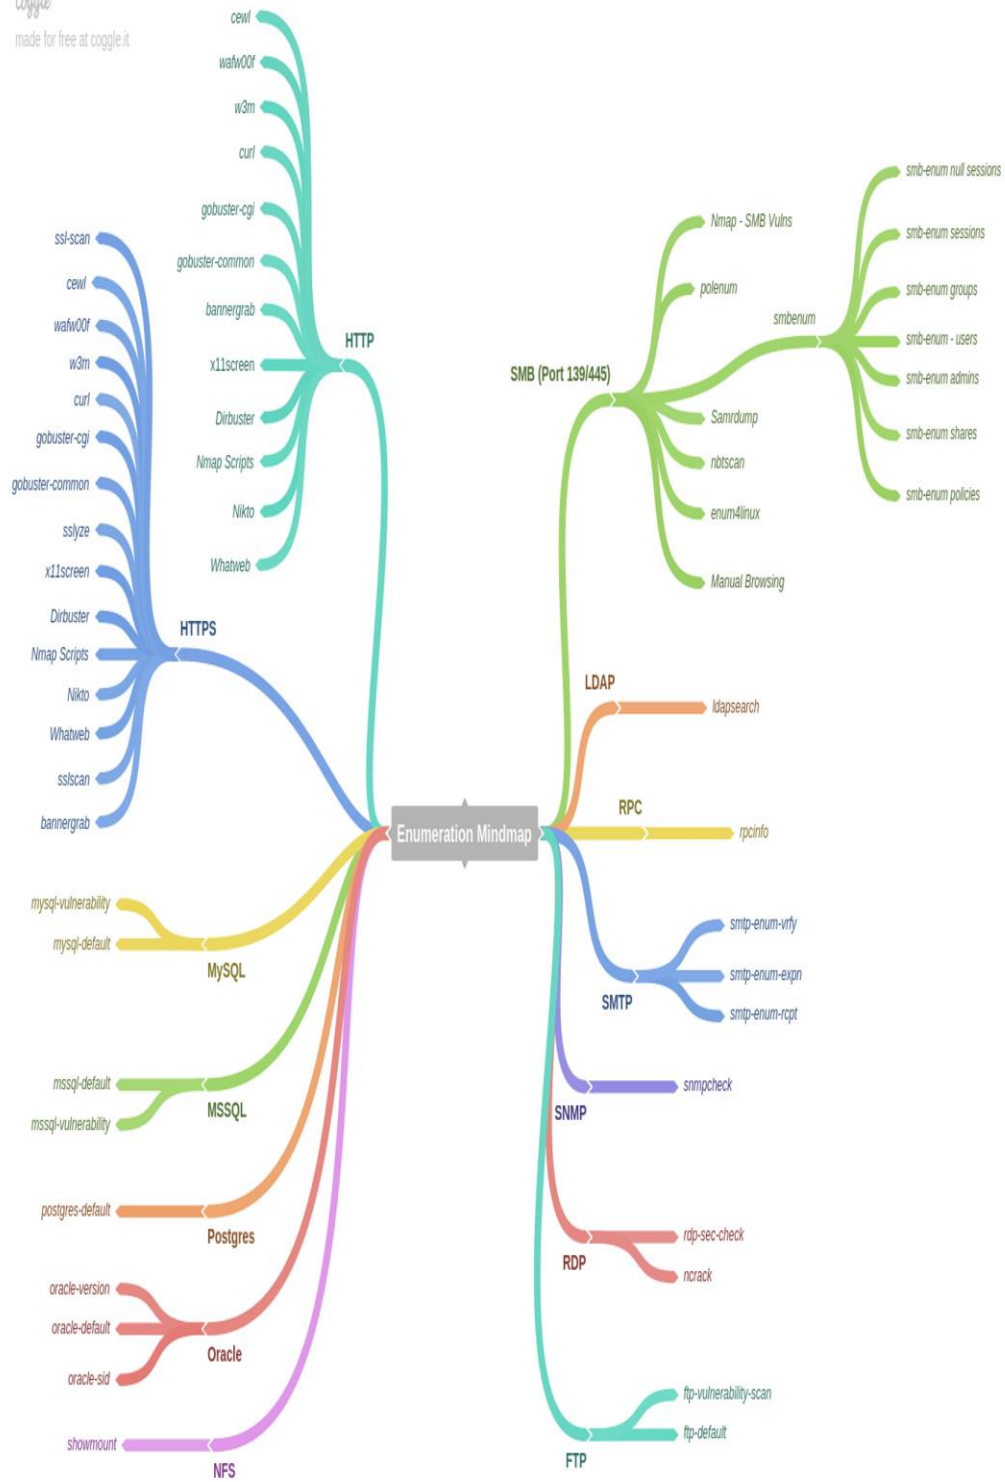 coggle
made for free at coggle.it
Enumeration Mindmap
HTTP
cewl
wafw00f
w3m
curl
gobuster-cgi
gobuster-common
bannergrab
x11screen
Dirbuster
Nmap Scripts
Nikto
Whatweb
HTTPS
ssl-scan
cewl
wafw00f
w3m
curl
gobuster-cgi
gobuster-common
sslyze
x11screen
Dirbuster
Nmap Scripts
Nikto
Whatweb
sslscan
bannergrab
MySQL
mysql-vulnerability
mysql-default
MSSQL
mssql-default
mssql-vulnerability
Postgres
postgres-default
Oracle
oracle-version
oracle-default
oracle-sid
NFS
showmount
SMB (Port 139/445)
Nmap - SMB Vulns
polenum
smbenum
smb-enum null sessions
smb-enum sessions
smb-enum groups
smb-enum - users
smb-enum admins
smb-enum shares
smb-enum policies
Samrdump
nbtscan
enum4linux
Manual Browsing
LDAP
ldapsearch
RPC
rpcinfo
SMTP
smtp-enum-vrfy
smtp-enum-expn
smtp-enum-rcpt
SNMP
snmpcheck
RDP
rdp-sec-check
ncrack
FTP
ftp-vulnerability-scan
ftp-default